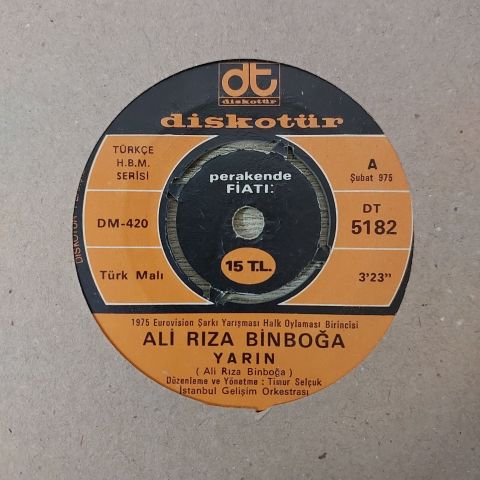 dt
diskotür
diskotür
TÜRKÇE
H.B.M.
SERİSİ
perakende
FİATI:
A
Şubat 975
DM-420
DT
5182
Türk Malı
15 T.L.
3'23"
1975 Eurovision Şarkı Yarışması Halk Oylaması Birincisi
ALİ RIZA BİNBOĞA
YARIN
( Ali Rıza Binboğa )
Düzenleme ve Yönetme : Timur Selçuk
İstanbul Gelişim Orkestrası